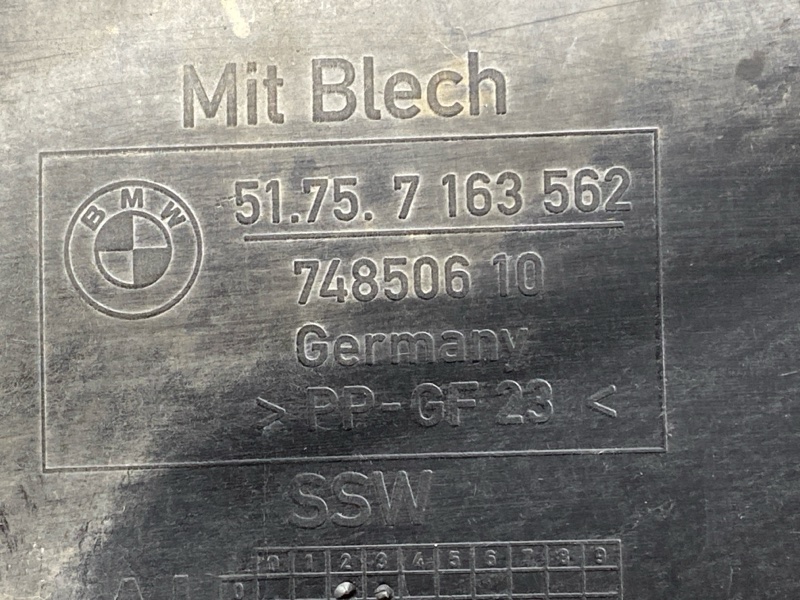 Mit Blech
BMW
51.75. 7 163 562
748506 10
Germany
> PP-GF 23 <
SSW
0 1 2 3 4 5 6 7 8 9
0